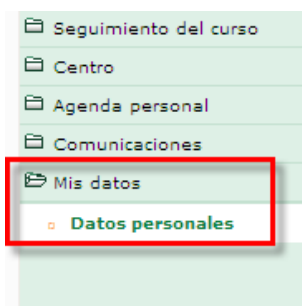 Seguimiento del curso
Centro
Agenda personal
Comunicaciones
Mis datos
Datos personales